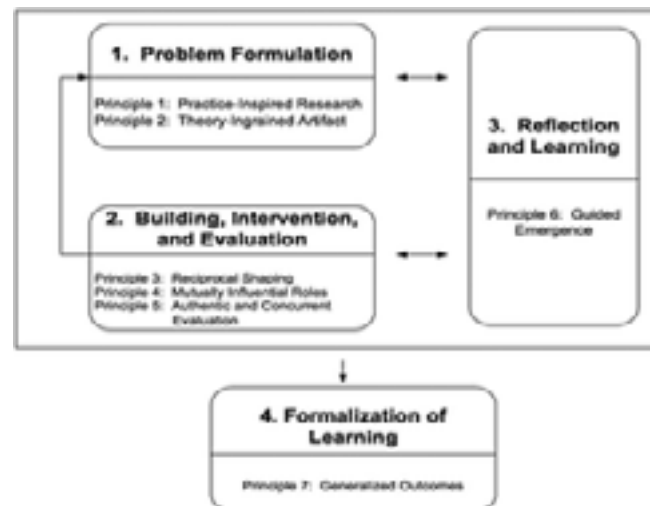 1. Problem Formulation
Principle 1: Practice-Inspired Research
Principle 2: Theory-Ingrained Artifact
2. Building, Intervention,
and Evaluation
Principle 3: Reciprocal Shaping
Principle 4: Mutually Influential Roles
Principle 5: Authentic and Concurrent
Evaluation
3. Reflection
and Learning
Principle 6: Guided
Emergence
4. Formalization of
Learning
Principle 7: Generalized Outcomes